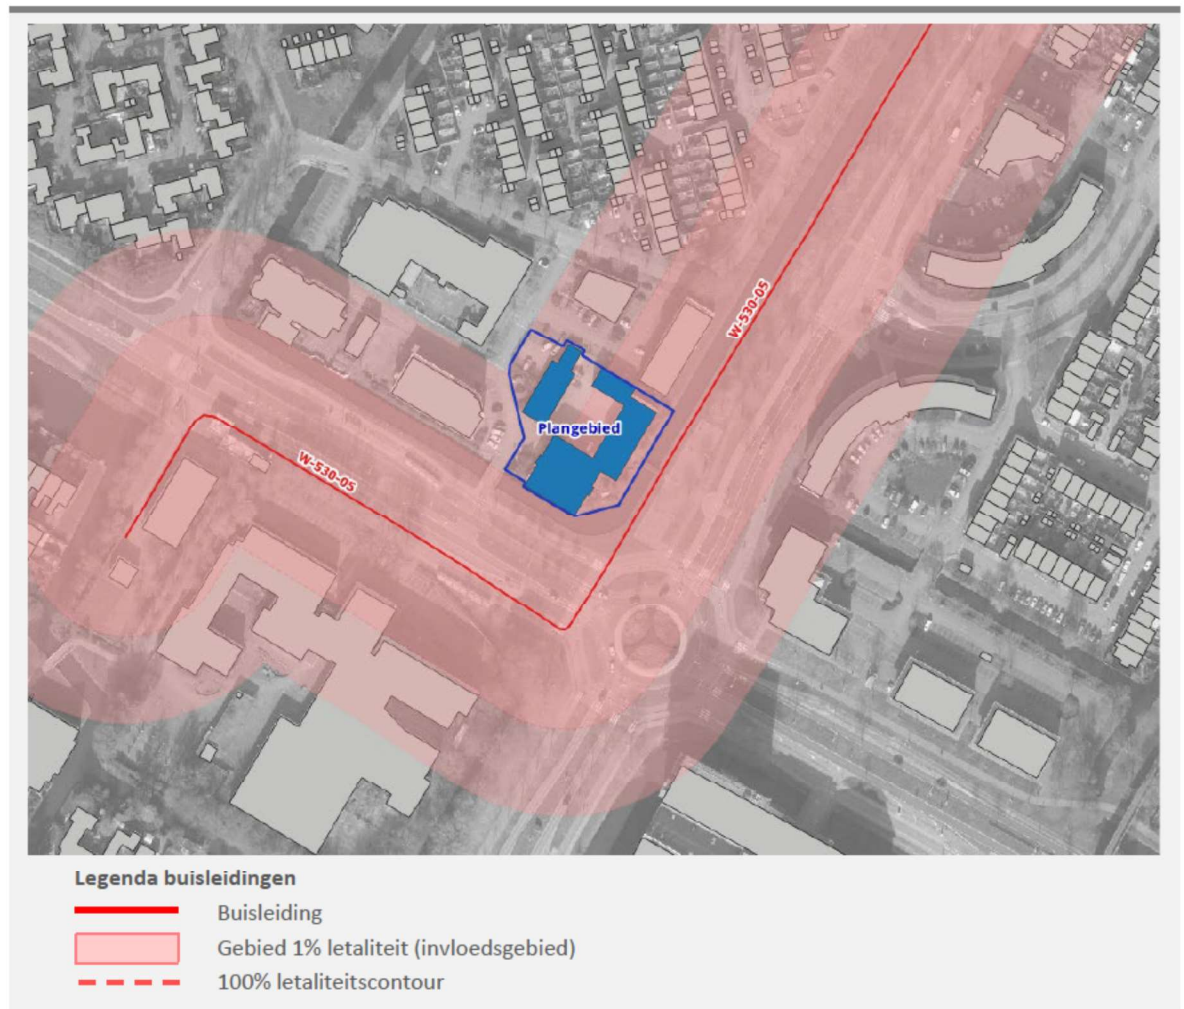 W-530-05
Plangebied
W-530-05
Legenda buisleidingen
Buisleiding
Gebied 1% letaliteit (invloedsgebied)
100% letaliteitscontour